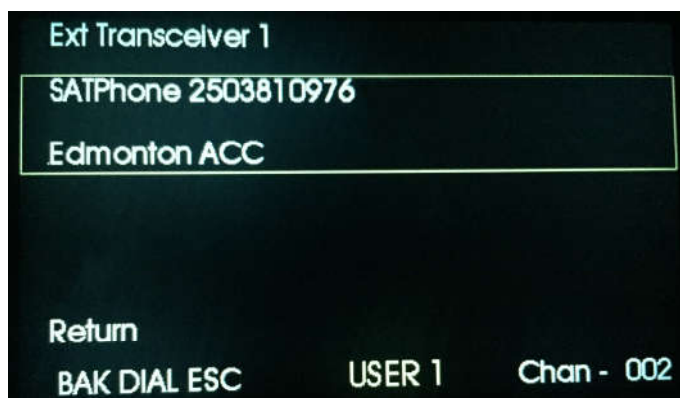 Ext Transceiver 1
SATPhone 2503810976
Edmonton ACC
Return
BAK DIAL ESC USER 1 Chan - 002